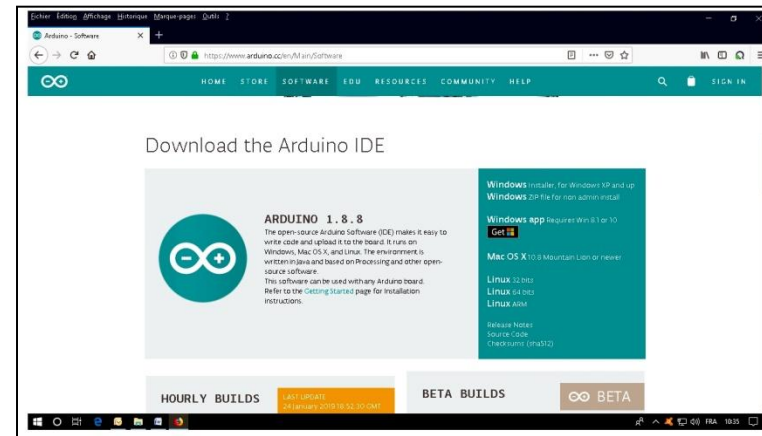 Fichier Édition Affichage Historique Marque-pages Outils ?
Arduino - Software
https://www.arduino.cc/en/Main/Software
HOME STORE SOFTWARE EDU RESOURCES COMMUNITY HELP
SIGN IN
Download the Arduino IDE
ARDUINO 1.8.8
The open-source Arduino Software (IDE) makes it easy to
write code and upload it to the board. It runs on
Windows, Mac OS X, and Linux. The environment is
written in Java and based on Processing and other open-
source software.
This software can be used with any Arduino board.
Refer to the Getting Started page for Installation
instructions.
Windows Installer, for Windows XP and up
Windows ZIP file for non admin install
Windows app Requires Win 8.1 or 10
Get
Mac OS X 10.8 Mountain Lion or newer
Linux 32 bits
Linux 64 bits
Linux ARM
Release Notes
Source Code
Checksums (sha512)
HOURLY BUILDS
LAST UPDATE
24 January 2019 18:52:30 GMT
BETA BUILDS
BETA
FRA 19:35